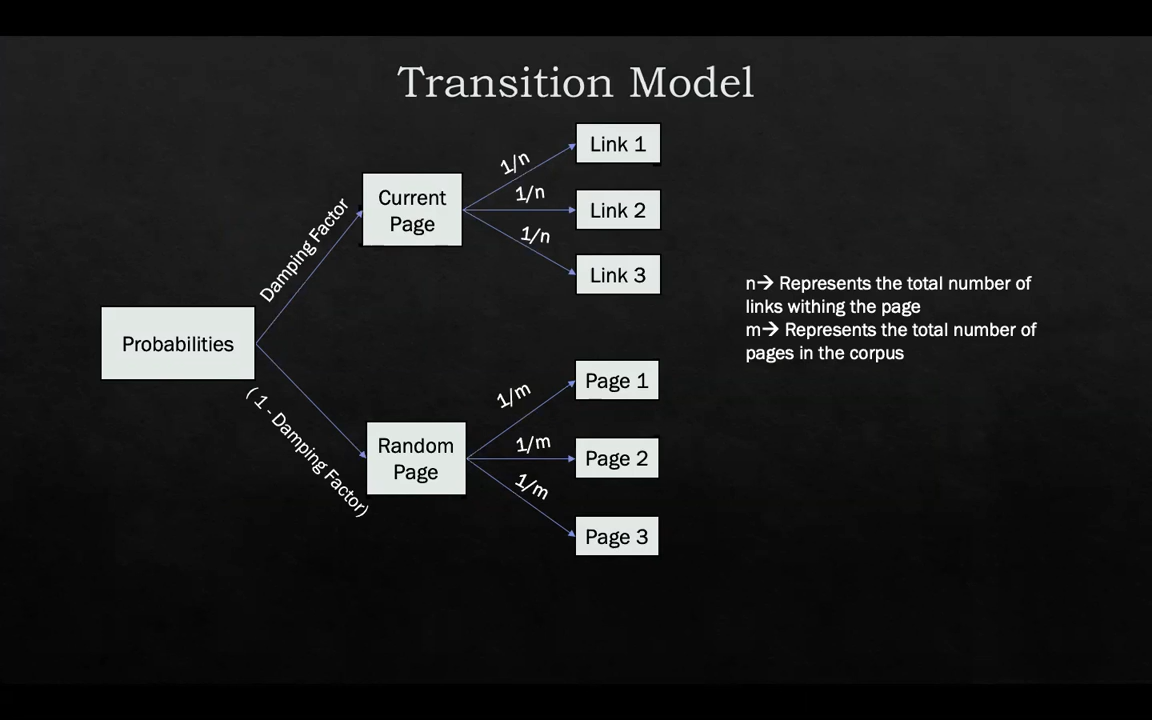 Transition Model
Probabilities
Damping Factor
( 1 - Damping Factor)
Current
Page
1/n
1/n
1/n
Link 1
Link 2
Link 3
Random
Page
1/m
1/m
1/m
Page 1
Page 2
Page 3
n→ Represents the total number of
links withing the page
m→ Represents the total number of
pages in the corpus